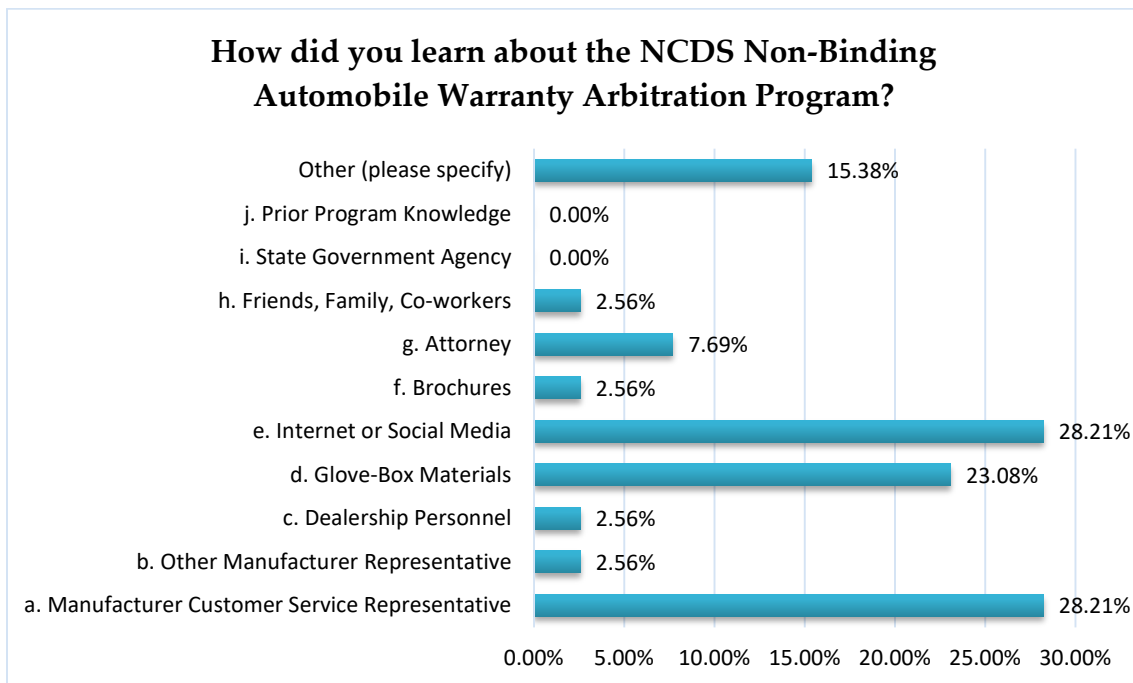 How did you learn about the NCDS Non-Binding
Automobile Warranty Arbitration Program?
Other (please specify) 15.38%
j. Prior Program Knowledge 0.00%
i. State Government Agency 0.00%
h. Friends, Family, Co-workers 2.56%
g. Attorney 7.69%
f. Brochures 2.56%
e. Internet or Social Media 28.21%
d. Glove-Box Materials 23.08%
c. Dealership Personnel 2.56%
b. Other Manufacturer Representative 2.56%
a. Manufacturer Customer Service Representative 28.21%
0.00% 5.00% 10.00% 15.00% 20.00% 25.00% 30.00%